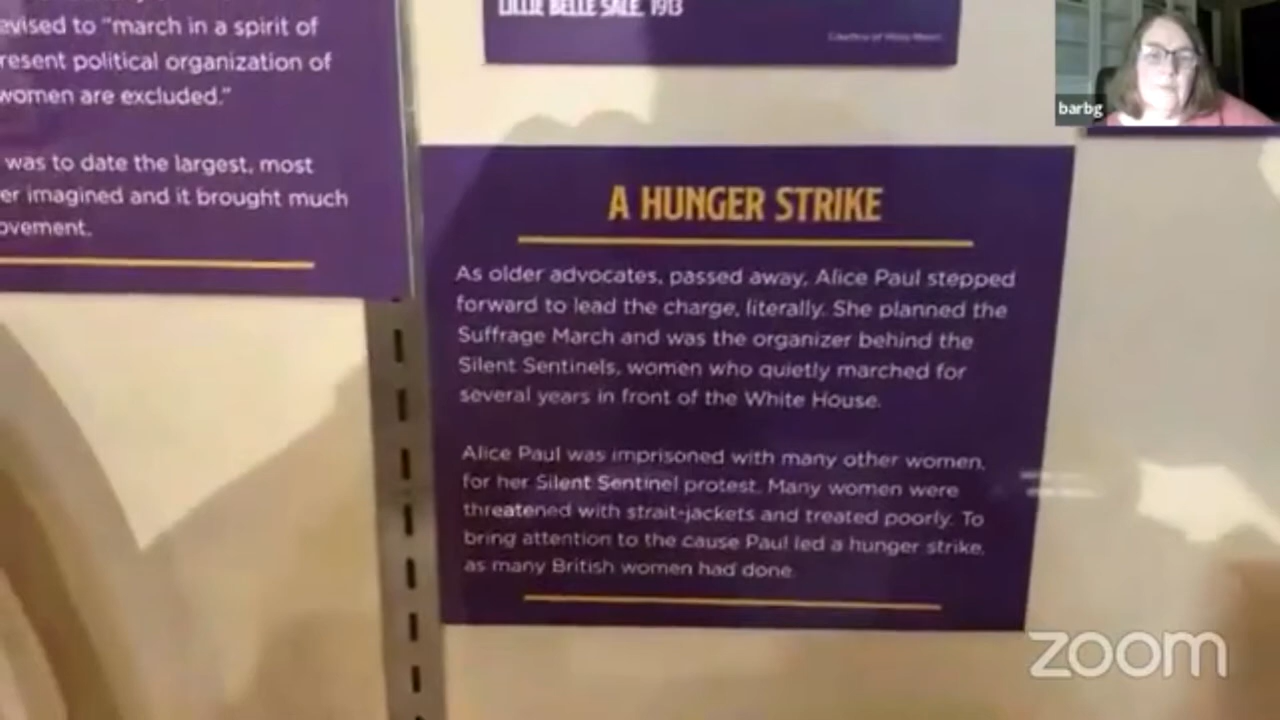 evised to “march in a spirit of
resent political organization of
women are excluded.”
was to date the largest, most
er imagined and it brought much
ovement.
LILLIE BELLE SALE, 1913
Courtesy of
barbg
A HUNGER STRIKE
As older advocates, passed away, Alice Paul stepped
forward to lead the charge, literally. She planned the
Suffrage March and was the organizer behind the
Silent Sentinels, women who quietly marched for
several years in front of the White House.
Alice Paul was imprisoned with many other women,
for her Silent Sentinel protest. Many women were
threatened with strait-jackets and treated poorly. To
bring attention to the cause Paul led a hunger strike,
as many British women had done.
zoom